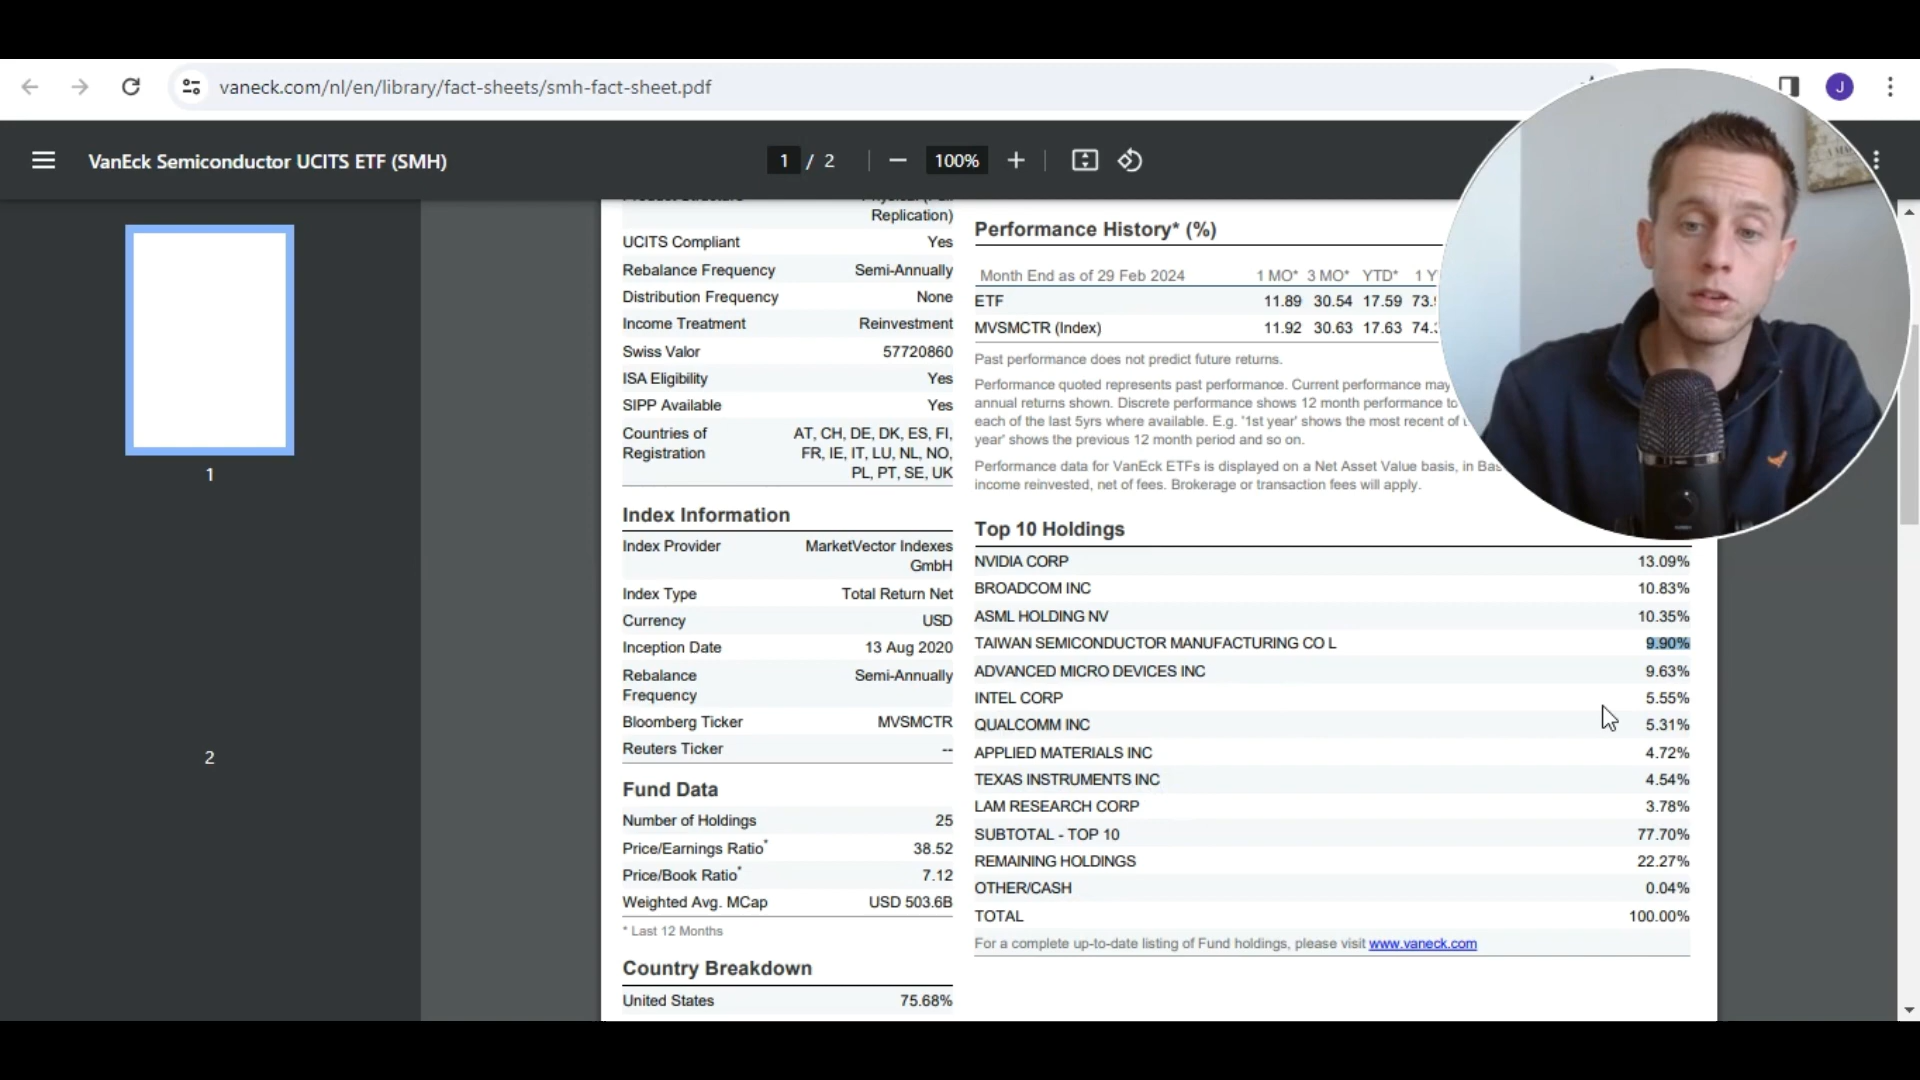 vaneck.com/nl/en/library/fact-sheets/smh-fact-sheet.pdf
J
VanEck Semiconductor UCITS ETF (SMH)
1 / 2
100%
1
2
Replication)
UCITS Compliant Yes
Rebalance Frequency Semi-Annually
Distribution Frequency None
Income Treatment Reinvestment
Swiss Valor 57720860
ISA Eligibility Yes
SIPP Available Yes
Countries of AT, CH, DE, DK, ES, FI,
Registration FR, IE, IT, LU, NL, NO,
PL, PT, SE, UK
Index Information
Index Provider MarketVector Indexes
GmbH
Index Type Total Return Net
Currency USD
Inception Date 13 Aug 2020
Rebalance Semi-Annually
Frequency
Bloomberg Ticker MVSMCTR
Reuters Ticker --
Fund Data
Number of Holdings 25
Price/Earnings Ratio* 38.52
Price/Book Ratio* 7.12
Weighted Avg. MCap USD 503.6B
* Last 12 Months
Country Breakdown
United States 75.68%
Performance History* (%)
Month End as of 29 Feb 2024 1 MO* 3 MO* YTD* 1 Y
ETF 11.89 30.54 17.59 73.
MVSMCTR (Index) 11.92 30.63 17.63 74.
Past performance does not predict future returns.
Performance quoted represents past performance. Current performance may
annual returns shown. Discrete performance shows 12 month performance to
each of the last 5yrs where available. E.g. '1st year' shows the most recent of
year' shows the previous 12 month period and so on.
Performance data for VanEck ETFs is displayed on a Net Asset Value basis, in Bas
income reinvested, net of fees. Brokerage or transaction fees will apply.
Top 10 Holdings
NVIDIA CORP 13.09%
BROADCOM INC 10.83%
ASML HOLDING NV 10.35%
TAIWAN SEMICONDUCTOR MANUFACTURING CO L 9.90%
ADVANCED MICRO DEVICES INC 9.63%
INTEL CORP 5.55%
QUALCOMM INC 5.31%
APPLIED MATERIALS INC 4.72%
TEXAS INSTRUMENTS INC 4.54%
LAM RESEARCH CORP 3.78%
SUBTOTAL - TOP 10 77.70%
REMAINING HOLDINGS 22.27%
OTHER/CASH 0.04%
TOTAL 100.00%
For a complete up-to-date listing of Fund holdings, please visit www.vaneck.com